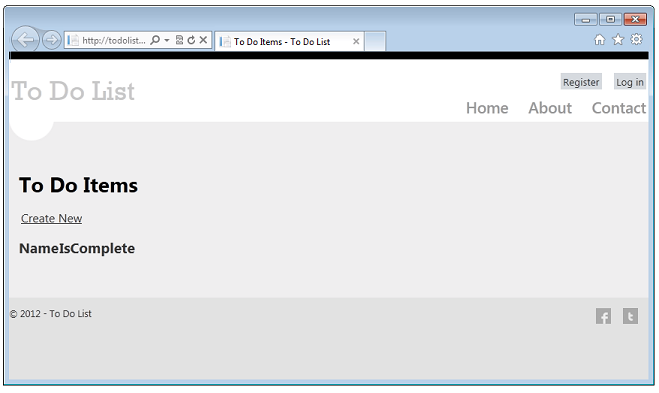 http://todolist...
To Do Items - To Do List
To Do List
Register Log in
Home About Contact
To Do Items
Create New
NameIsComplete
© 2012 - To Do List